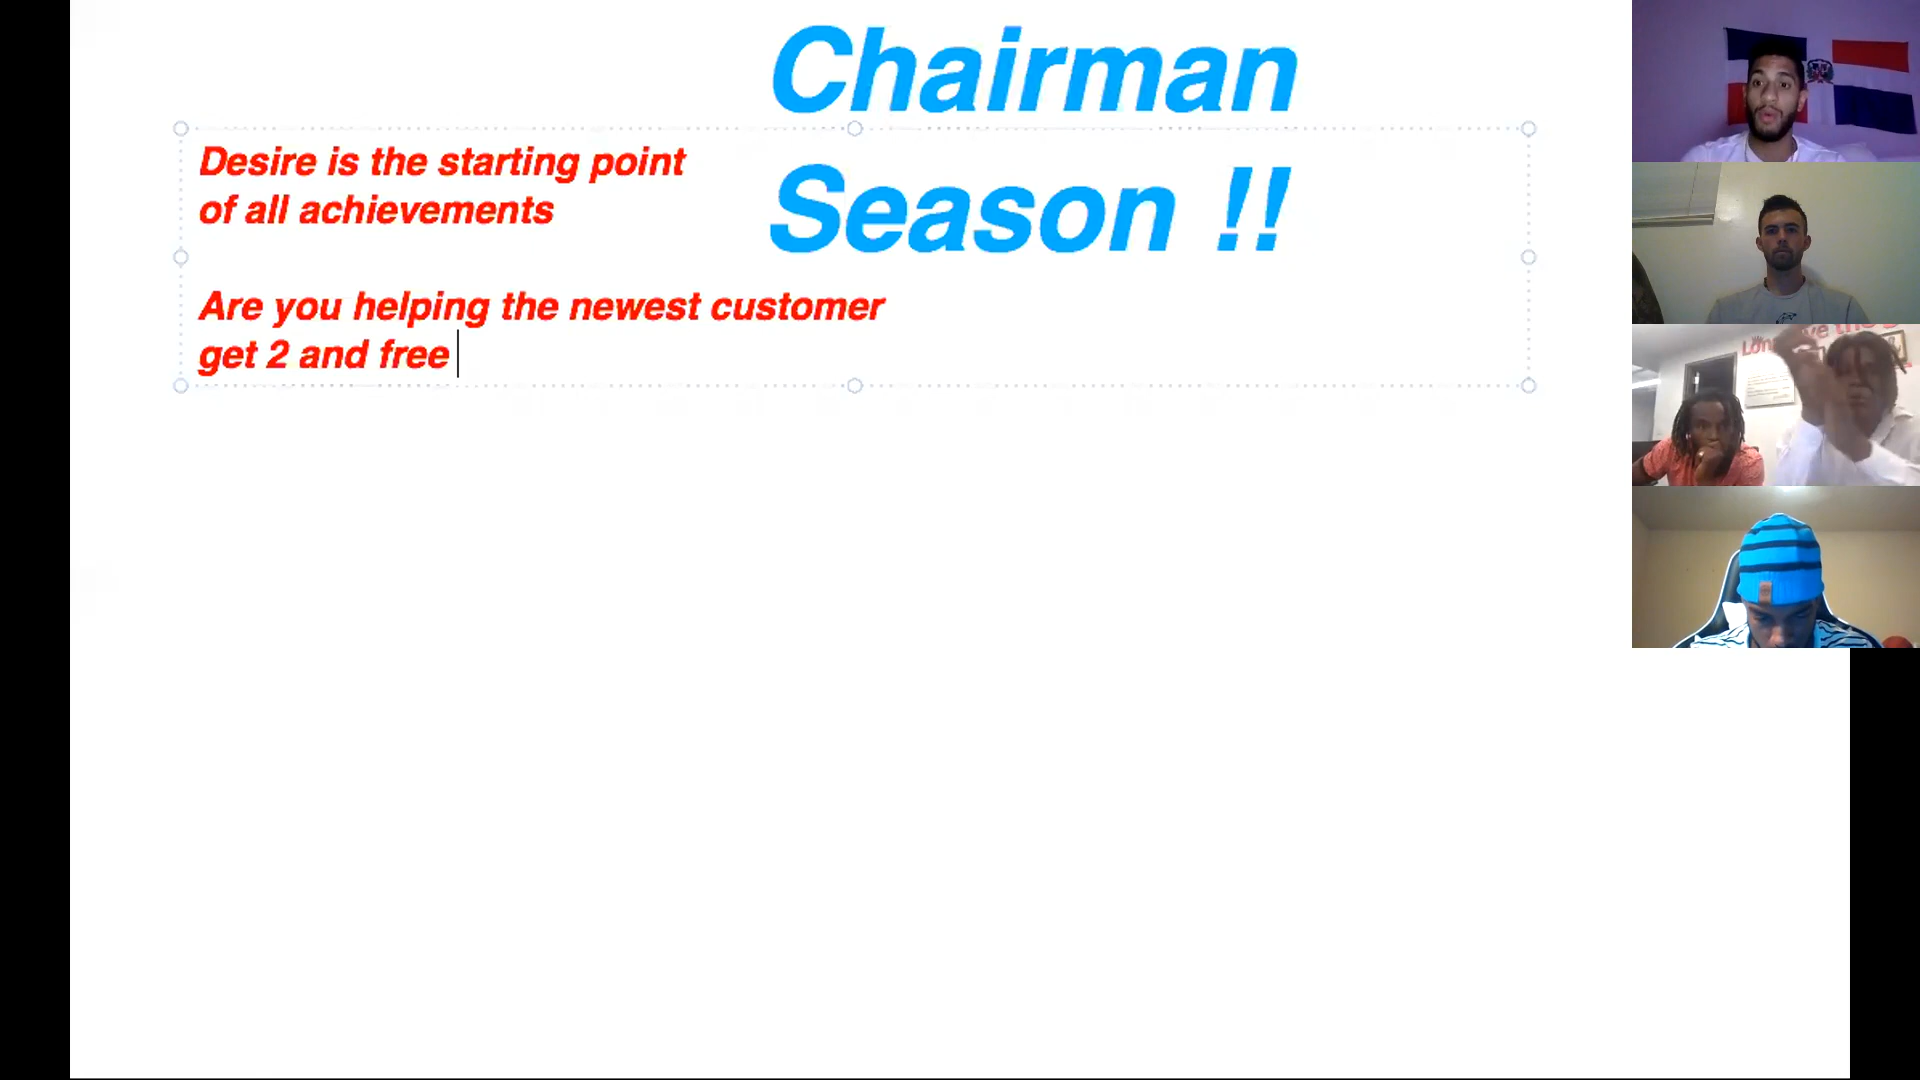 Chairman
Season !!
Desire is the starting point
of all achievements
Are you helping the newest customer
get 2 and free